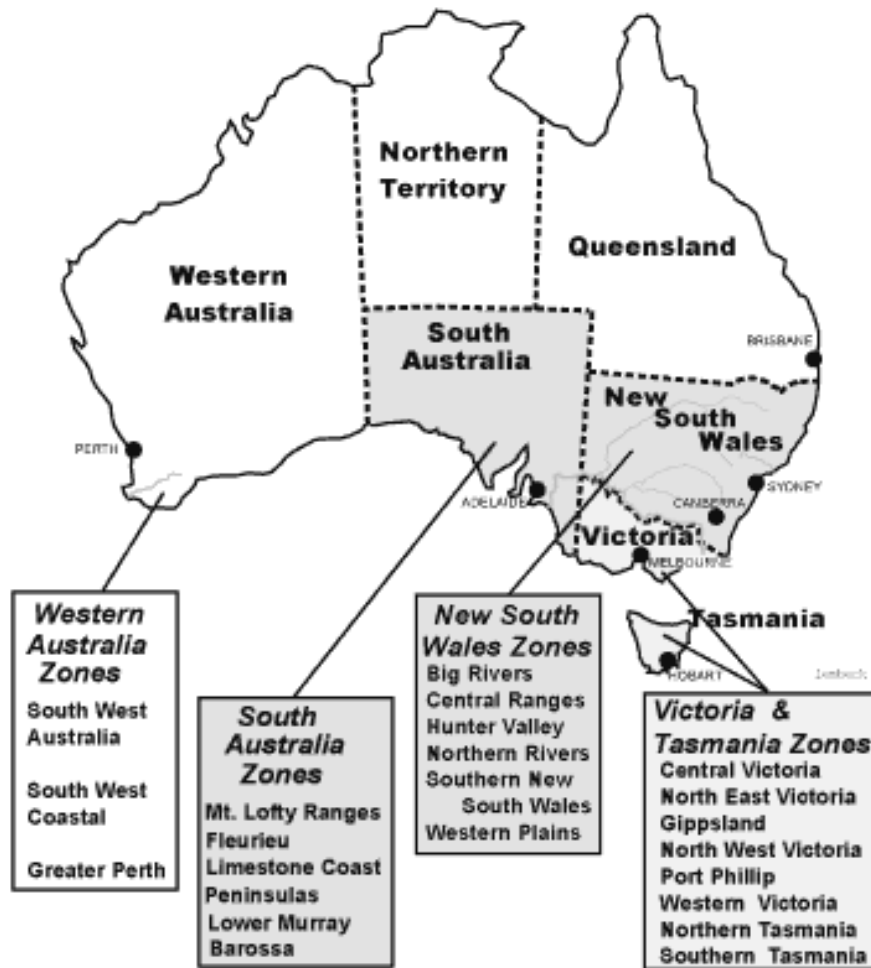 Northern
Territory
Queensland
Western
Australia
South
Australia
BRISBANE
New
South
Wales
PERTH
ADELAIDE
SYDNEY
CANBERRA
Victoria
MELBOURNE
Tasmania
HOBART
Western
Australia
Zones
South West
Australia
South West
Coastal
Greater Perth
South
Australia
Zones
Mt. Lofty Ranges
Fleurieu
Limestone Coast
Peninsulas
Lower Murray
Barossa
New South
Wales Zones
Big Rivers
Central Ranges
Hunter Valley
Northern Rivers
Southern New
South Wales
Western Plains
Victoria &
Tasmania Zones
Central Victoria
North East Victoria
Gippsland
North West Victoria
Port Phillip
Western Victoria
Northern Tasmania
Southern Tasmania